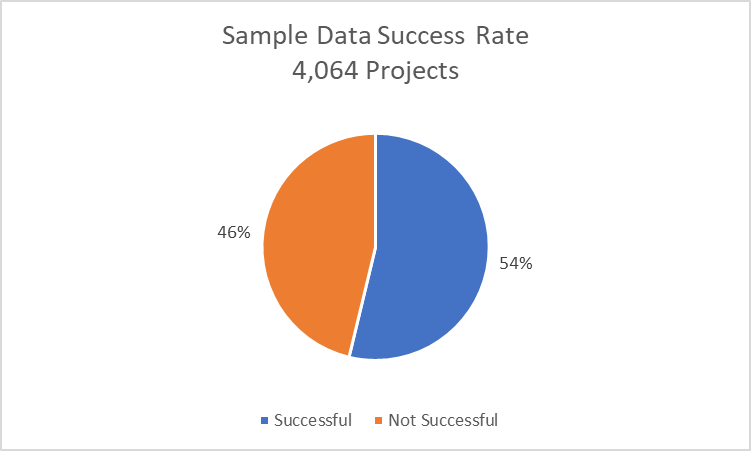 Sample Data Success Rate
4,064 Projects
46%
54%
Successful
Not Successful